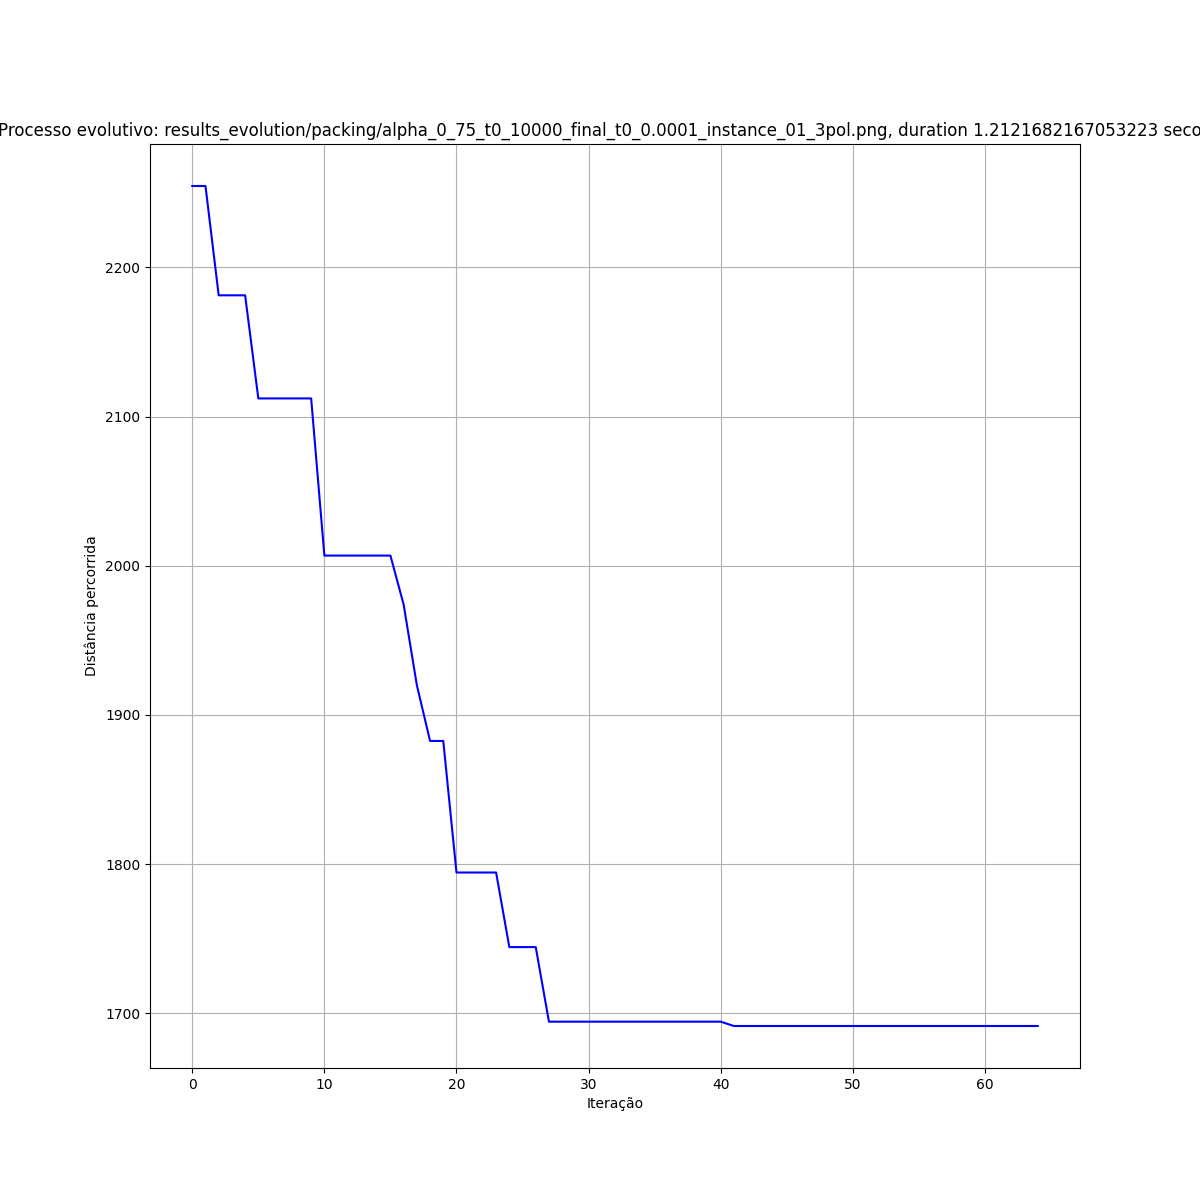 Processo evolutivo: results_evolution/packing/alpha_0_75_t0_10000_final_t0_0.0001_instance_01_3pol.png, duration 1.2121682167053223 seco
2200
2100
2000
1900
1800
1700
Distância percorrida
0 10 20 30 40 50 60
Iteração